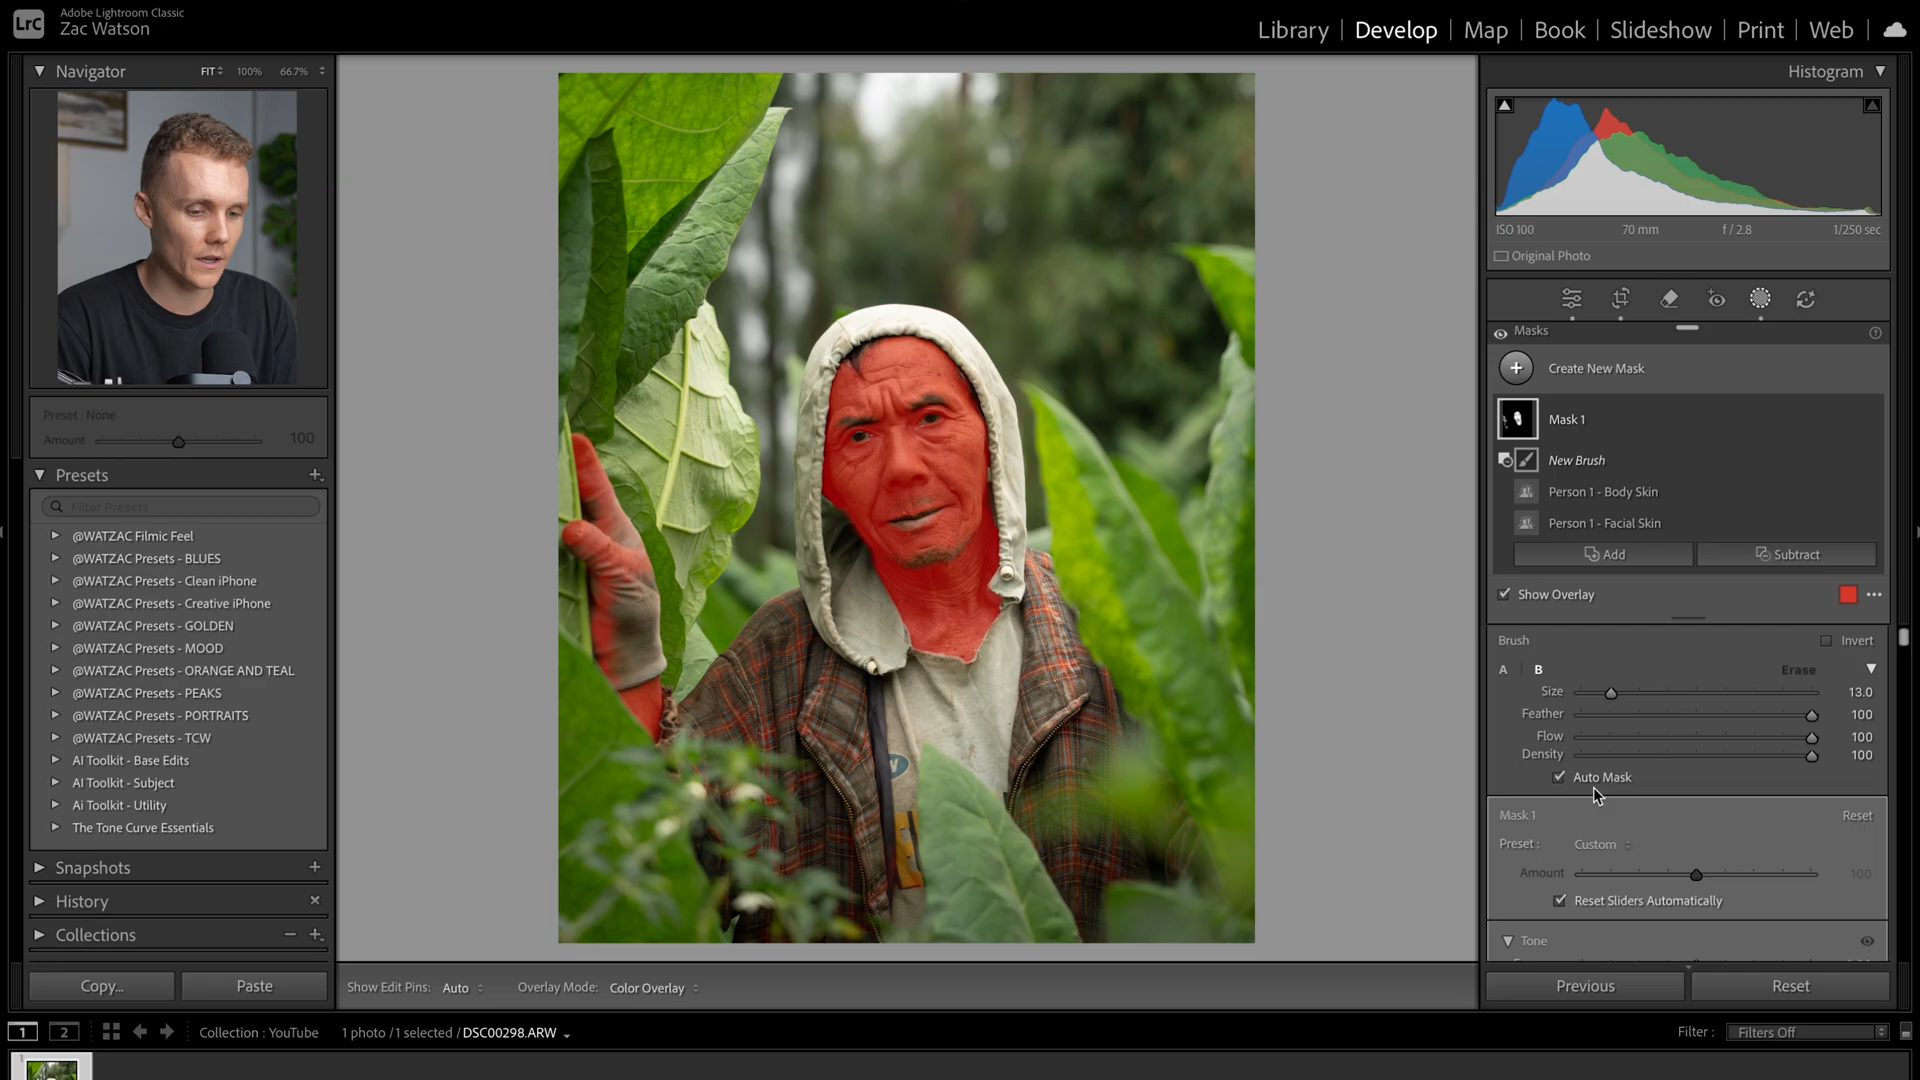 LrC
Adobe Lightroom Classic
Zac Watson
Library | Develop | Map | Book | Slideshow | Print | Web
Navigator FIT 100% 66.7%
Histogram
ISO 100 70 mm f / 2.8 1/250 sec
Original Photo
Masks
Create New Mask
Mask 1
New Brush
Person 1 - Body Skin
Person 1 - Facial Skin
Add Subtract
Show Overlay
Brush Invert
A B Erase
Size 13.0
Feather 100
Flow 100
Density 100
Auto Mask
Mask 1 Reset
Preset : Custom
Amount 100
Reset Sliders Automatically
Tone
Previous Reset
Preset : None
Amount 100
Presets
Filter Presets
@WATZAC Filmic Feel
@WATZAC Presets - BLUES
@WATZAC Presets - Clean iPhone
@WATZAC Presets - Creative iPhone
@WATZAC Presets - GOLDEN
@WATZAC Presets - MOOD
@WATZAC Presets - ORANGE AND TEAL
@WATZAC Presets - PEAKS
@WATZAC Presets - PORTRAITS
@WATZAC Presets - TCW
AI Toolkit - Base Edits
AI Toolkit - Subject
Ai Toolkit - Utility
The Tone Curve Essentials
Snapshots
History
Collections
Copy... Paste
Show Edit Pins: Auto Overlay Mode: Color Overlay
1 2 Collection : YouTube 1 photo / 1 selected / DSC00298.ARW
Filter : Filters Off